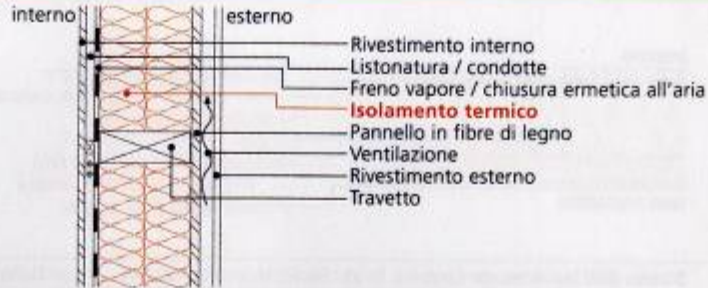 interno
esterno
Rivestimento interno
Listonatura / condotte
Freno vapore / chiusura ermetica all'aria
Isolamento termico
Pannello in fibre di legno
Ventilazione
Rivestimento esterno
Travetto